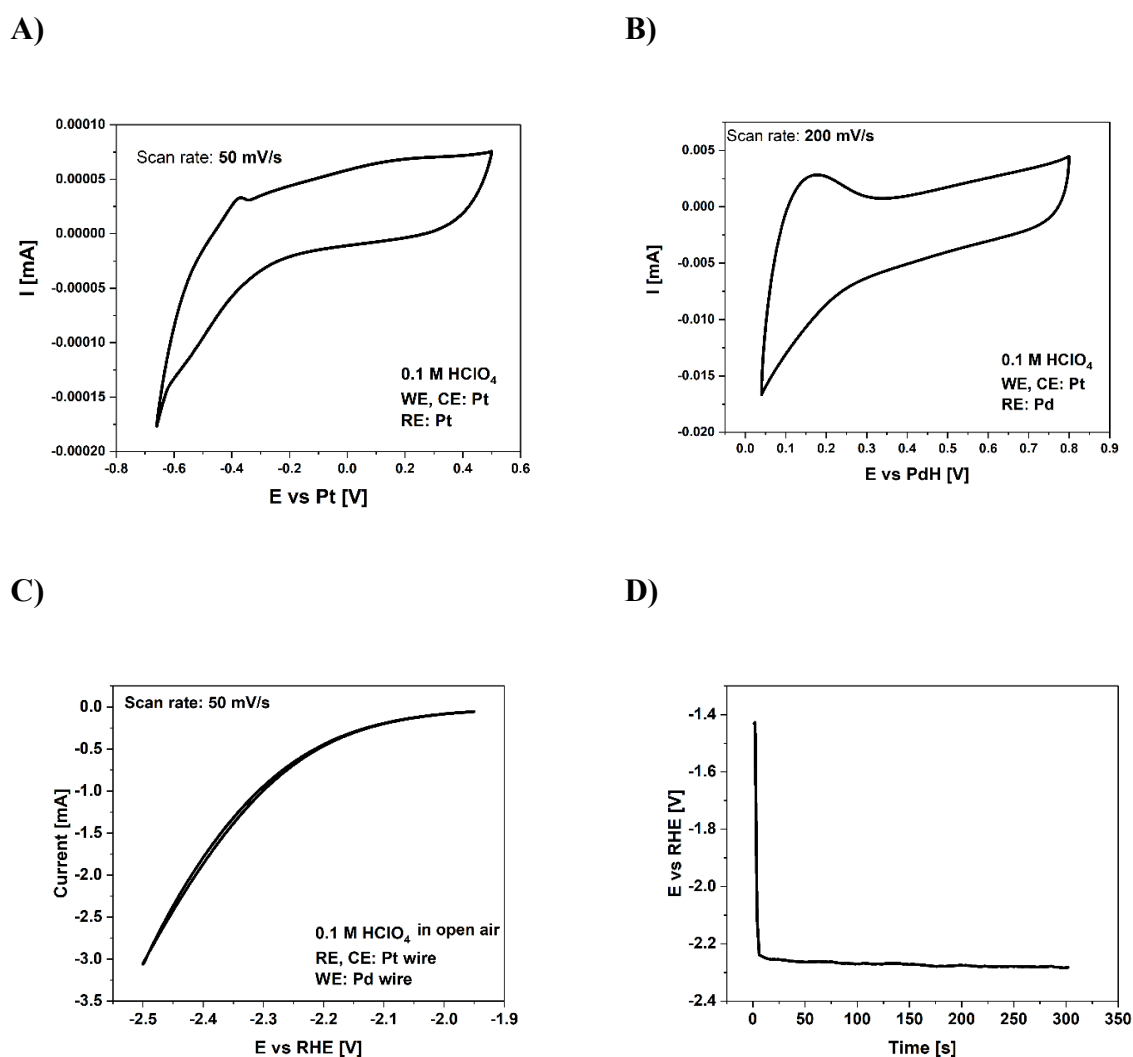 A)
Scan rate: 50 mV/s
0.00010
0.00005
0.00000
-0.00005
-0.00010
-0.00015
-0.00020
I [mA]
0.1 M HClO₄
WE, CE: Pt
RE: Pt
-0.8 -0.6 -0.4 -0.2 0.0 0.2 0.4 0.6
E vs Pt [V]
B)
Scan rate: 200 mV/s
0.005
0.000
-0.005
-0.010
-0.015
-0.020
I [mA]
0.1 M HClO₄
WE, CE: Pt
RE: Pd
0.0 0.1 0.2 0.3 0.4 0.5 0.6 0.7 0.8 0.9
E vs PdH [V]
C)
Scan rate: 50 mV/s
0.0
-0.5
-1.0
-1.5
-2.0
-2.5
-3.0
-3.5
Current [mA]
0.1 M HClO₄ in open air
RE, CE: Pt wire
WE: Pd wire
-2.5 -2.4 -2.3 -2.2 -2.1 -2.0 -1.9
E vs RHE [V]
D)
-1.4
-1.6
-1.8
-2.0
-2.2
-2.4
E vs RHE [V]
0 50 100 150 200 250 300 350
Time [s]